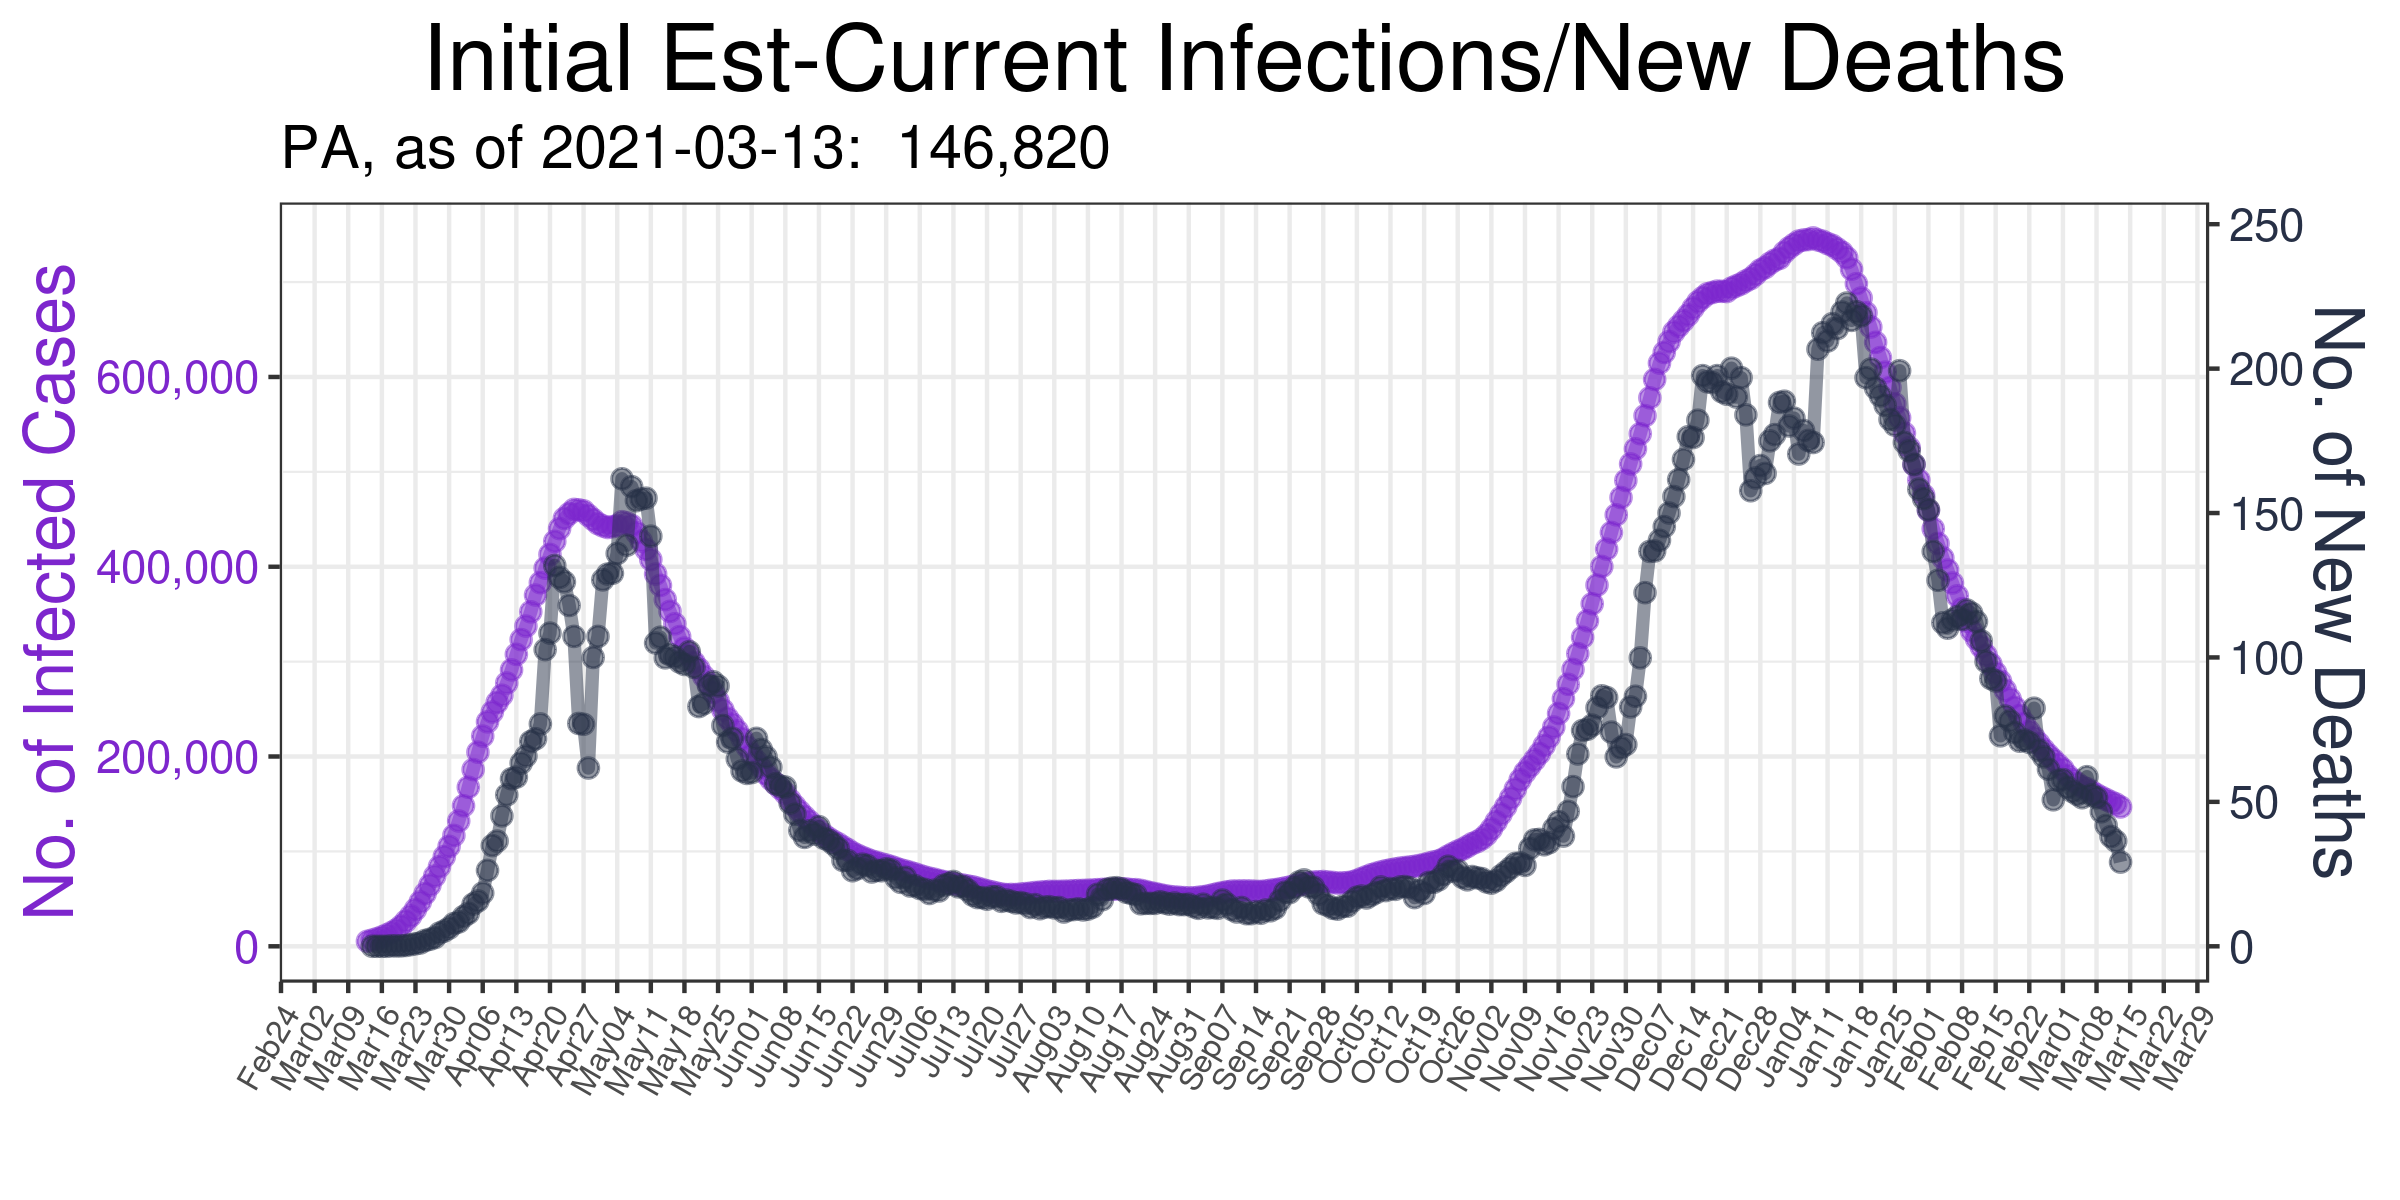 Initial Est-Current Infections/New Deaths
PA, as of 2021-03-13:  146,820
No. of Infected Cases
600,000
400,000
200,000
0
250
200
150
100
50
0
No. of New Deaths
Feb24
Mar02
Mar09
Mar16
Mar23
Mar30
Apr06
Apr13
Apr20
Apr27
May04
May11
May18
May25
Jun01
Jun08
Jun15
Jun22
Jun29
Jul06
Jul13
Jul20
Jul27
Aug03
Aug10
Aug17
Aug24
Aug31
Sep07
Sep14
Sep21
Sep28
Oct05
Oct12
Oct19
Oct26
Nov02
Nov09
Nov16
Nov23
Nov30
Dec07
Dec14
Dec21
Dec28
Jan04
Jan11
Jan18
Jan25
Feb01
Feb08
Feb15
Feb22
Mar01
Mar08
Mar15
Mar22
Mar29